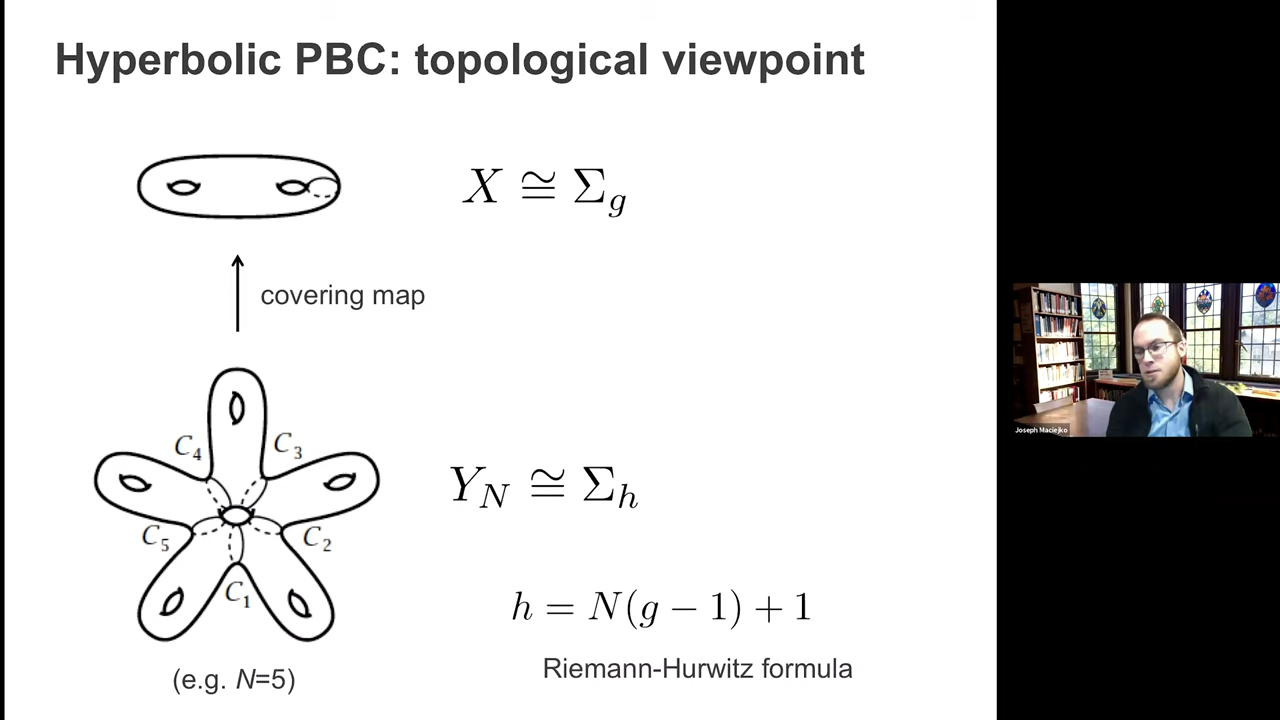 Hyperbolic PBC: topological viewpoint
X ≅ Σ_g
covering map
C_4
C_3
Y_N ≅ Σ_h
C_5
C_2
C_1
h = N(g − 1) + 1
Riemann-Hurwitz formula
(e.g. N=5)
Joseph Maciejko